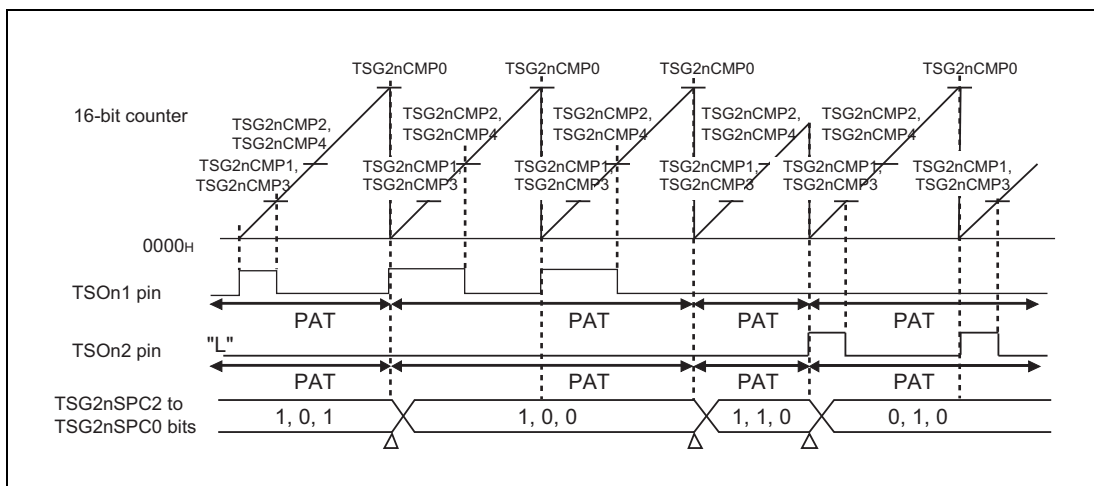 TSG2nCMP0 TSG2nCMP0 TSG2nCMP0 TSG2nCMP0
16-bit counter
TSG2nCMP2, TSG2nCMP2, TSG2nCMP2, TSG2nCMP2, TSG2nCMP2,
TSG2nCMP4 TSG2nCMP4 TSG2nCMP4 TSG2nCMP4 TSG2nCMP4
TSG2nCMP1, TSG2nCMP1, TSG2nCMP1, TSG2nCMP1, TSG2nCMP1, TSG2nCMP1,
TSG2nCMP3 TSG2nCMP3 TSG2nCMP3 TSG2nCMP3 TSG2nCMP3 TSG2nCMP3
0000H
TSOn1 pin
PAT PAT PAT PAT
TSOn2 pin "L"
PAT PAT PAT PAT
TSG2nSPC2 to
TSG2nSPC0 bits
1, 0, 1 1, 0, 0 1, 1, 0 0, 1, 0